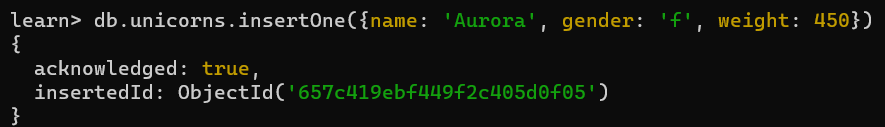 learn> db.unicorns.insertOne({name: 'Aurora', gender: 'f', weight: 450})
{
  acknowledged: true,
  insertedId: ObjectId('657c419ebf449f2c405d0f05')
}